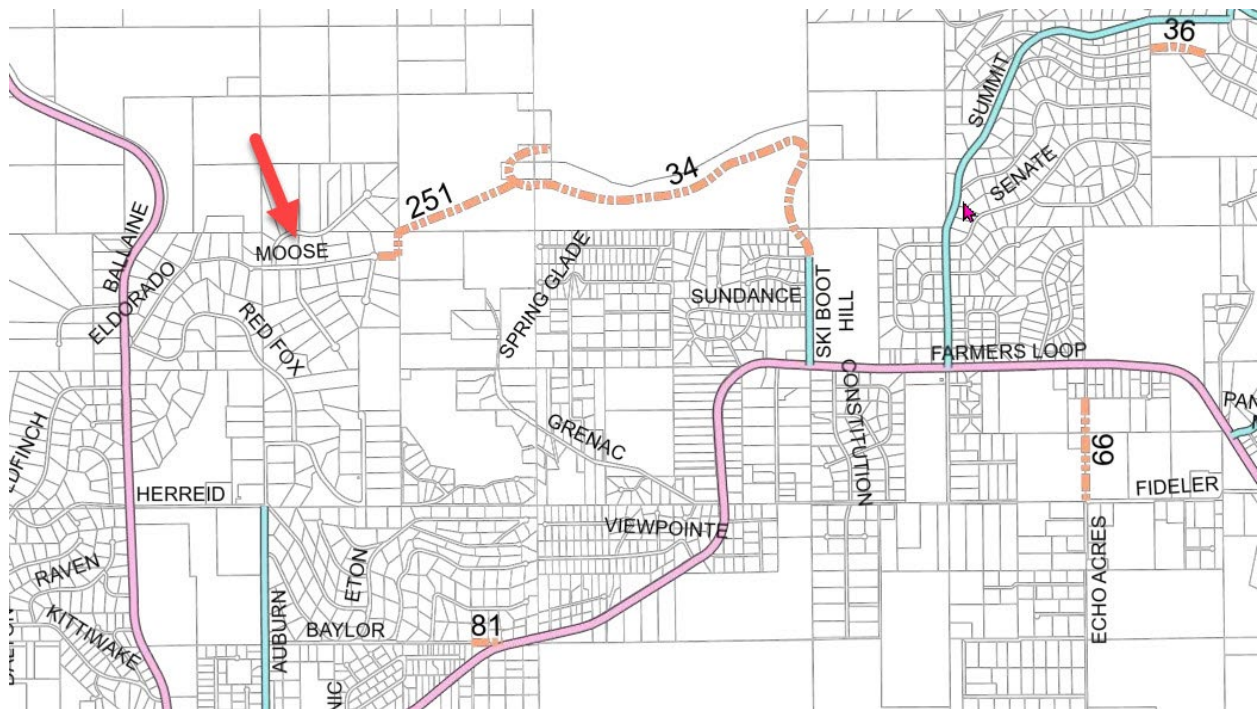 36
SUMMIT
34
251
SENATE
MOOSE
BALLAINE
ELDORADO
SPRING GLADE
SUNDANCE
SKI BOOT
HILL
RED FOX
FARMERS LOOP
CONSTITUTION
GRENAC
66
HERREID
FIDELER
VIEWPOINTE
RAVEN
ETON
ECHO ACRES
KITTIWAKE
AUBURN
BAYLOR
81